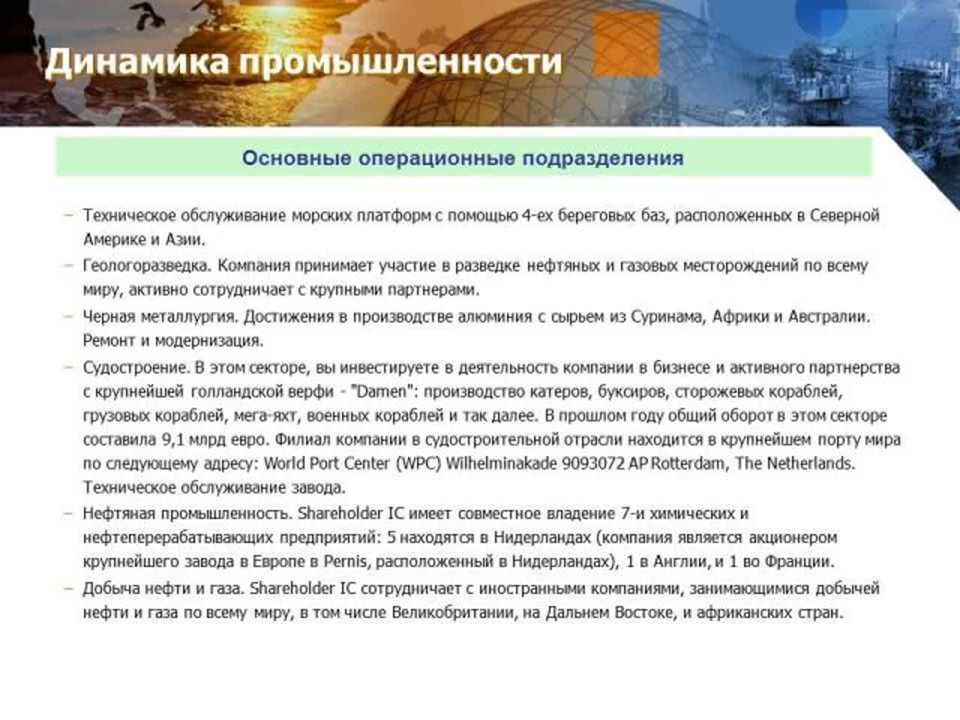 Динамика промышленности
Основные операционные подразделения
– Техническое обслуживание морских платформ с помощью 4-ех береговых баз, расположенных в Северной
Америке и Азии.
– Геологоразведка. Компания принимает участие в разведке нефтяных и газовых месторождений по всему
миру, активно сотрудничает с крупными партнерами.
– Черная металлургия. Достижения в производстве алюминия с сырьем из Суринама, Африки и Австралии.
Ремонт и модернизация.
– Судостроение. В этом секторе, вы инвестируете в деятельность компании в бизнесе и активного партнерства
с крупнейшей голландской верфи - "Damen": производство катеров, буксиров, сторожевых кораблей,
грузовых кораблей, мега-яхт, военных кораблей и так далее. В прошлом году общий оборот в этом секторе
составила 9,1 млрд евро. Филиал компании в судостроительной отрасли находится в крупнейшем порту мира
по следующему адресу: World Port Center (WPC) Wilhelminakade 9093072 AP Rotterdam, The Netherlands.
Техническое обслуживание завода.
– Нефтяная промышленность. Shareholder IC имеет совместное владение 7-и химических и
нефтеперерабатывающих предприятий: 5 находятся в Нидерландах (компания является акционером
крупнейшего завода в Европе в Pernis, расположенный в Нидерландах), 1 в Англии, и 1 во Франции.
– Добыча нефти и газа. Shareholder IC сотрудничает с иностранными компаниями, занимающимися добычей
нефти и газа по всему миру, в том числе Великобритании, на Дальнем Востоке, и африканских стран.